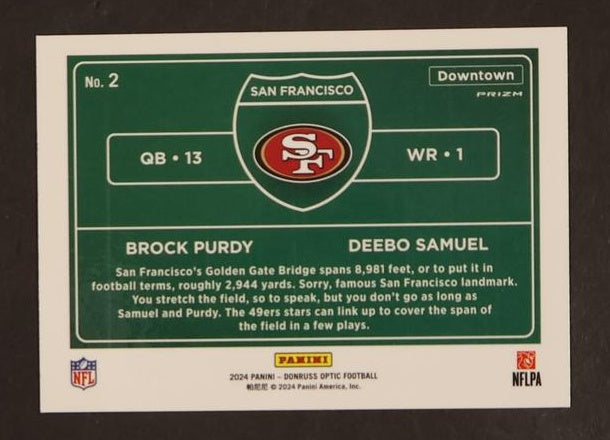 No. 2
Downtown
PRIZM
SAN FRANCISCO
QB • 13
SF
WR • 1
BROCK PURDY
DEEBO SAMUEL
San Francisco's Golden Gate Bridge spans 8,981 feet, or to put it in
football terms, roughly 2,944 yards. Sorry, famous San Francisco landmark.
You stretch the field, so to speak, but you don't go as long as
Samuel and Purdy. The 49ers stars can link up to cover the span of
the field in a few plays.
PANINI
NFL
NFLPA
2024 PANINI – DONRUSS OPTIC FOOTBALL
帕尼尼 © 2024 Panini America, Inc.